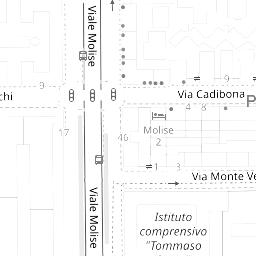 Viale Molise
9
9
Via Cadibona
chi
P
4
8
17
46
Molise
2
1
3
Via Monte Ve
Viale Molise
Istituto
comprensivo
"Tommaso